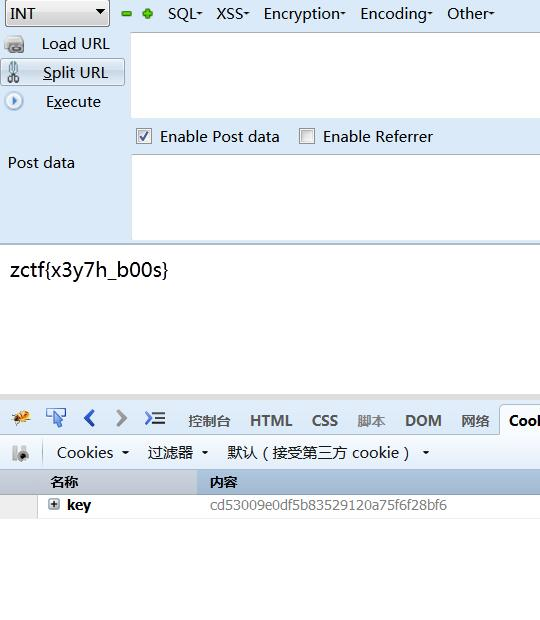 INT SQL- XSS- Encryption- Encoding- Other-
Load URL
Split URL
Execute
Enable Post data Enable Referrer
Post data
zctf{x3y7h_b00s}
控制台 HTML CSS 脚本 DOM 网络 Cook
Cookies 过滤器 默认（接受第三方 cookie）
名称 内容
key cd53009e0df5b83529120a75f6f28bf6